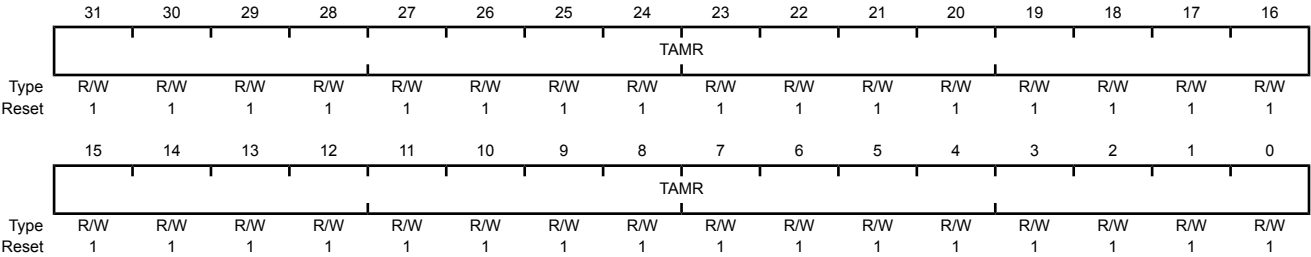 31 30 29 28 27 26 25 24 23 22 21 20 19 18 17 16
TAMR
Type R/W R/W R/W R/W R/W R/W R/W R/W R/W R/W R/W R/W R/W R/W R/W R/W
Reset 1 1 1 1 1 1 1 1 1 1 1 1 1 1 1 1
15 14 13 12 11 10 9 8 7 6 5 4 3 2 1 0
TAMR
Type R/W R/W R/W R/W R/W R/W R/W R/W R/W R/W R/W R/W R/W R/W R/W R/W
Reset 1 1 1 1 1 1 1 1 1 1 1 1 1 1 1 1